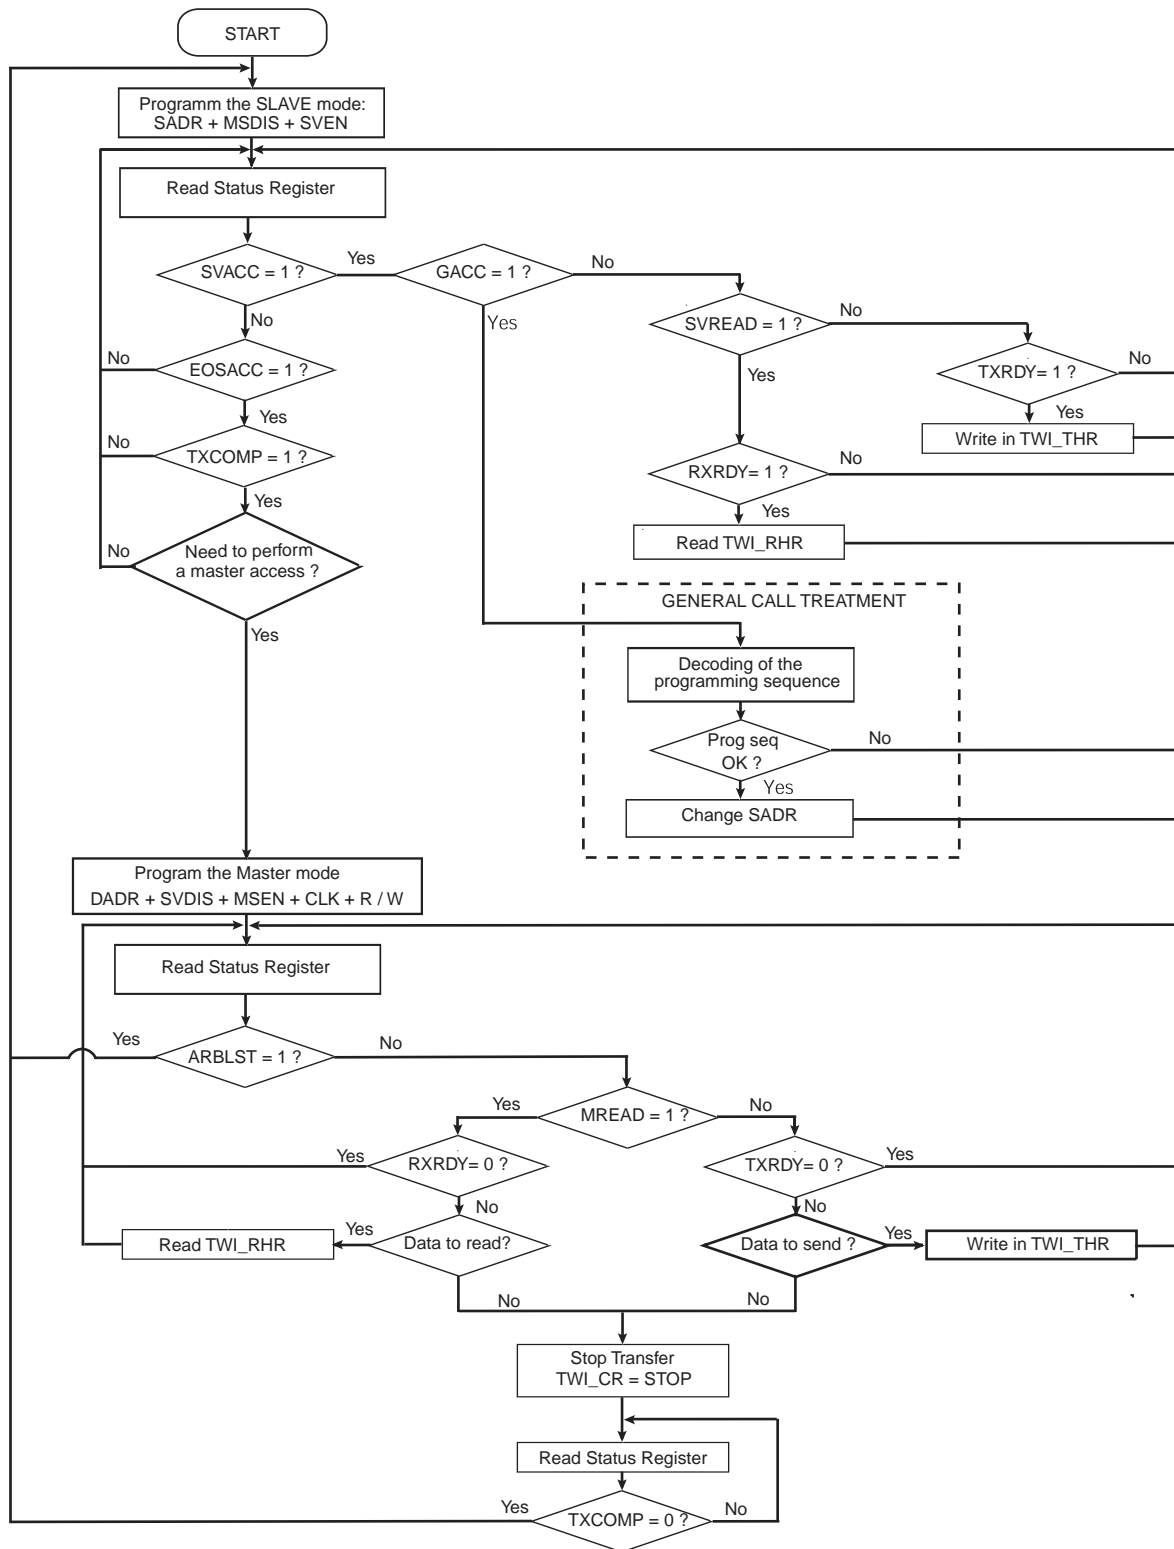 START
Programm the SLAVE mode:
SADR + MSDIS + SVEN
Read Status Register
SVACC = 1 ?
Yes
GACC = 1 ?
No
No
Yes
SVREAD = 1 ?
No
EOSACC = 1 ?
No
Yes
TXRDY= 1 ?
No
Yes
Yes
Write in TWI_THR
TXCOMP = 1 ?
No
Yes
RXRDY= 1 ?
No
Yes
Read TWI_RHR
Need to perform
a master access ?
No
Yes
GENERAL CALL TREATMENT
Decoding of the
programming sequence
Prog seq
OK ?
No
Yes
Change SADR
Program the Master mode
DADR + SVDIS + MSEN + CLK + R / W
Read Status Register
Yes
ARBLST = 1 ?
No
Yes
MREAD = 1 ?
No
Yes
RXRDY= 0 ?
TXRDY= 0 ?
Yes
No
No
Read TWI_RHR
Yes
Data to read?
Data to send ?
Yes
Write in TWI_THR
No
No
Stop Transfer
TWI_CR = STOP
Read Status Register
Yes
TXCOMP = 0 ?
No